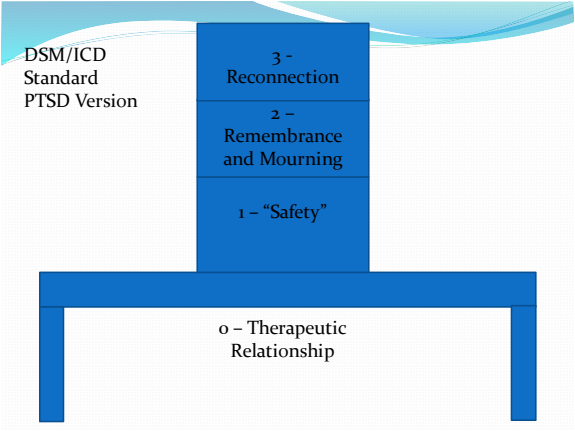 DSM/ICD
Standard
PTSD Version
3 -
Reconnection
2 –
Remembrance
and Mourning
1 – “Safety”
0 – Therapeutic
Relationship